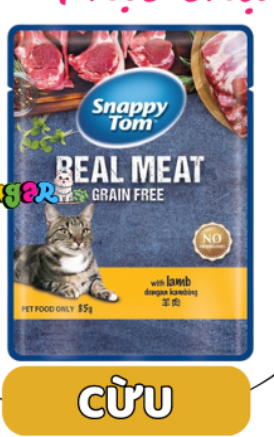 Snappy
Tom
REAL MEAT
GRAIN FREE
NO
with lamb
dengan kambing
羊肉
PET FOOD ONLY 85g
CỪU